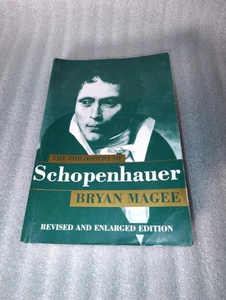 THE PHILOSOPHY OF
Schopenhauer
BRYAN MAGEE
REVISED AND ENLARGED EDITION